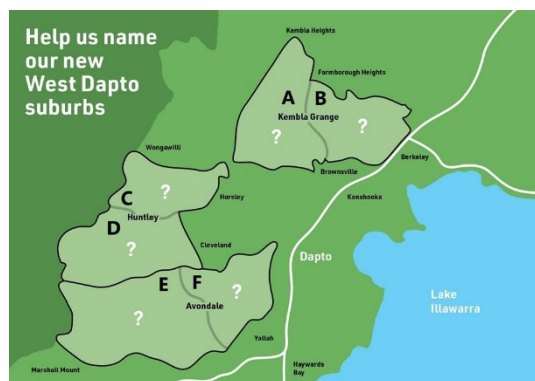 Help us name
our new
West Dapto
suburbs
Kembla Heights
Farmborough Heights
A
B
Kembla Grange
?
?
Wongawilli
Brownsville
Berkeley
?
C
Horsley
Kanahooka
Huntley
D
?
Cleveland
Dapto
E
F
?
Avondale
Lake
Illawarra
?
Yallah
Marshall Mount
Haywards
Bay